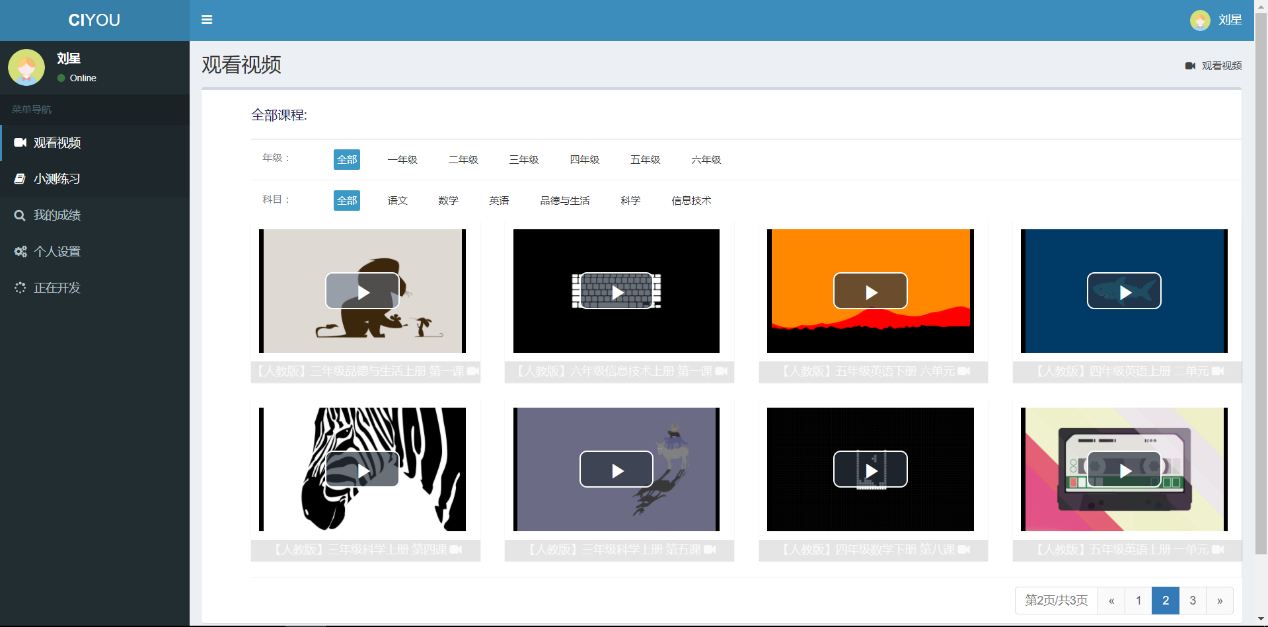 CIYOU
刘星
刘星
Online
菜单导航
观看视频
小测练习
我的成绩
个人设置
正在开发
观看视频
观看视频
全部课程:
年级： 全部 一年级 二年级 三年级 四年级 五年级 六年级
科目： 全部 语文 数学 英语 品德与生活 科学 信息技术
【人教版】三年级品德与生活上册 第一课
【人教版】六年级信息技术上册 第一课
【人教版】五年级英语下册 六单元
【人教版】四年级英语上册 二单元
【人教版】三年级科学上册 第四课
【人教版】三年级科学上册 第五课
【人教版】四年级数学下册 第八课
【人教版】五年级英语上册 一单元
第2页/共3页 « 1 2 3 »